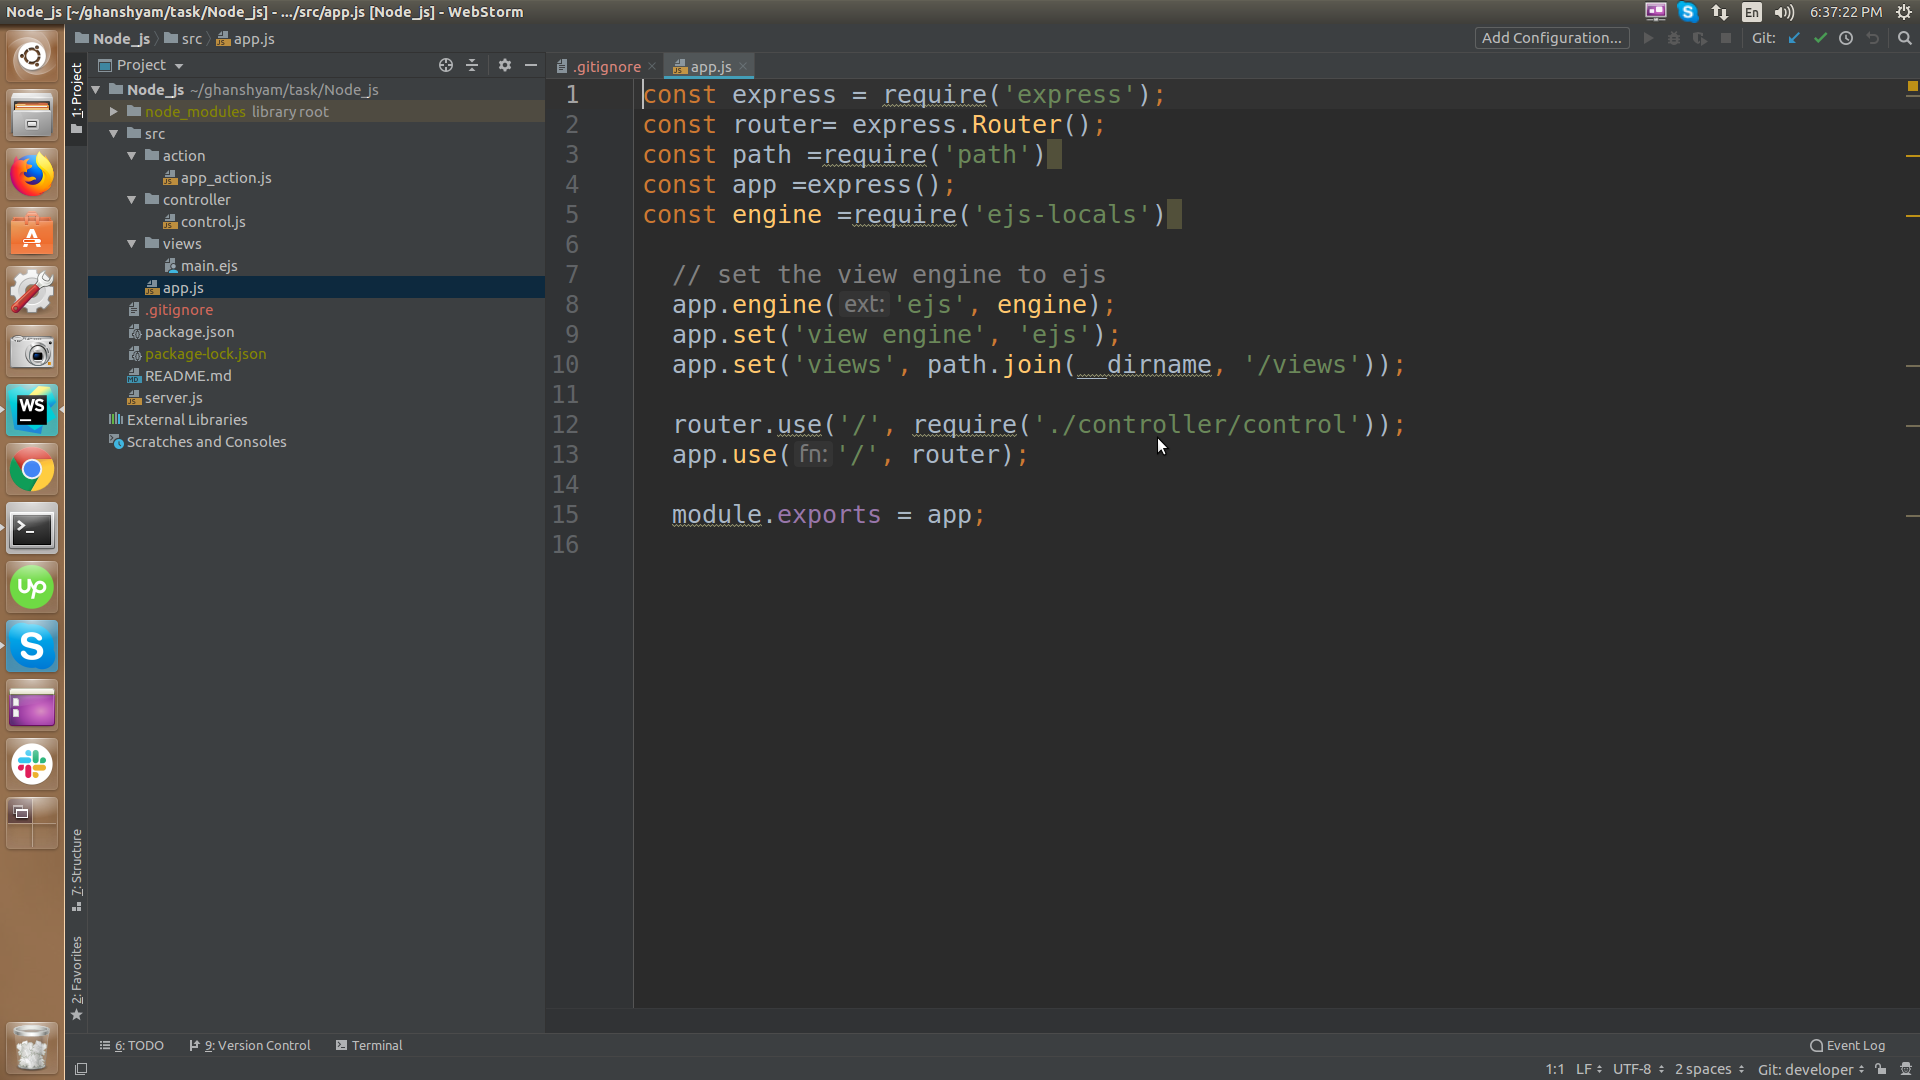 Node_js [~/ghanshyam/task/Node_js] - .../src/app.js [Node_js] - WebStorm
En
6:37:22 PM
Node_js
src
app.js
Add Configuration...
Git:
1: Project
Project
.gitignore
app.js
Node_js ~/ghanshyam/task/Node_js
node_modules library root
src
action
app_action.js
controller
control.js
views
main.ejs
app.js
.gitignore
package.json
package-lock.json
README.md
server.js
External Libraries
Scratches and Consoles
1 const express = require('express');
2 const router= express.Router();
3 const path =require('path')
4 const app =express();
5 const engine =require('ejs-locals')
6
7 // set the view engine to ejs
8 app.engine( ext: 'ejs', engine);
9 app.set('view engine', 'ejs');
10 app.set('views', path.join(__dirname, '/views'));
11
12 router.use('/', require('./controller/control'));
13 app.use( fn: '/', router);
14
15 module.exports = app;
16
WS
Up
S
7: Structure
2: Favorites
6: TODO
9: Version Control
Terminal
Event Log
1:1 LF UTF-8 2 spaces Git: developer